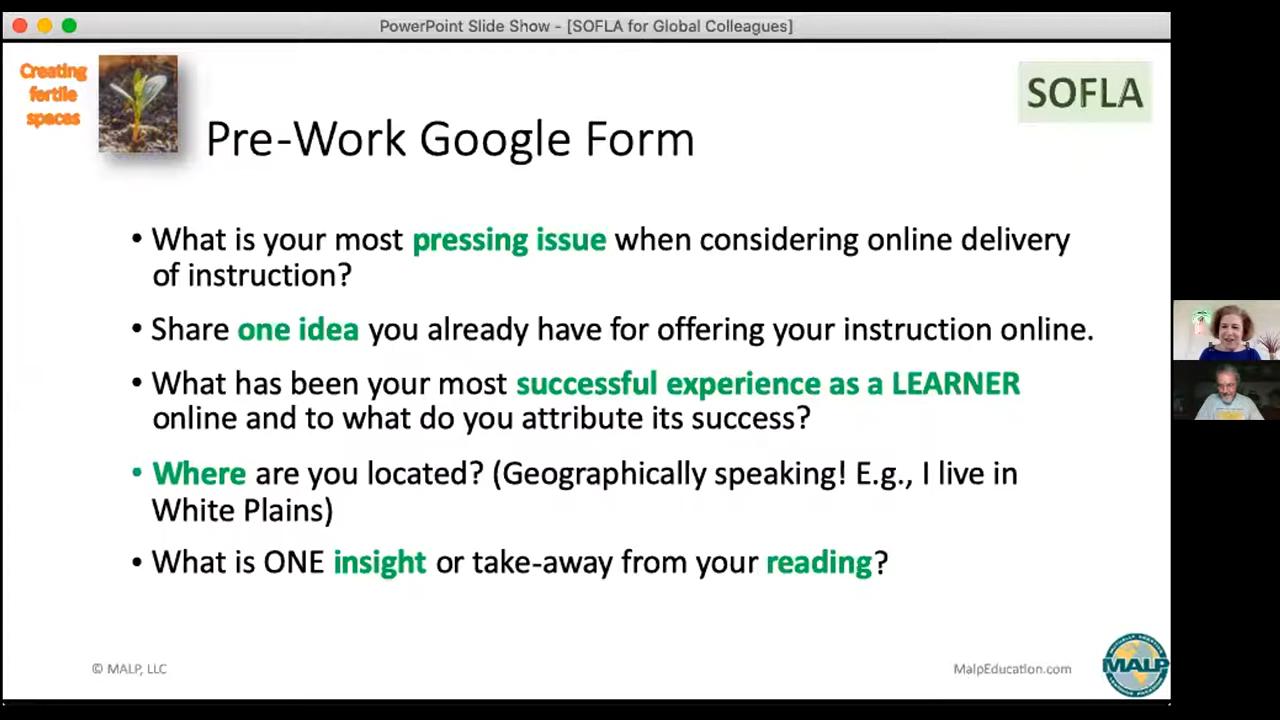 PowerPoint Slide Show - [SOFLA for Global Colleagues]
Creating
fertile
spaces
SOFLA
Pre-Work Google Form
• What is your most pressing issue when considering online delivery
of instruction?
• Share one idea you already have for offering your instruction online.
• What has been your most successful experience as a LEARNER
online and to what do you attribute its success?
• Where are you located? (Geographically speaking! E.g., I live in
White Plains)
• What is ONE insight or take-away from your reading?
© MALP, LLC
MalpEducation.com
MALP